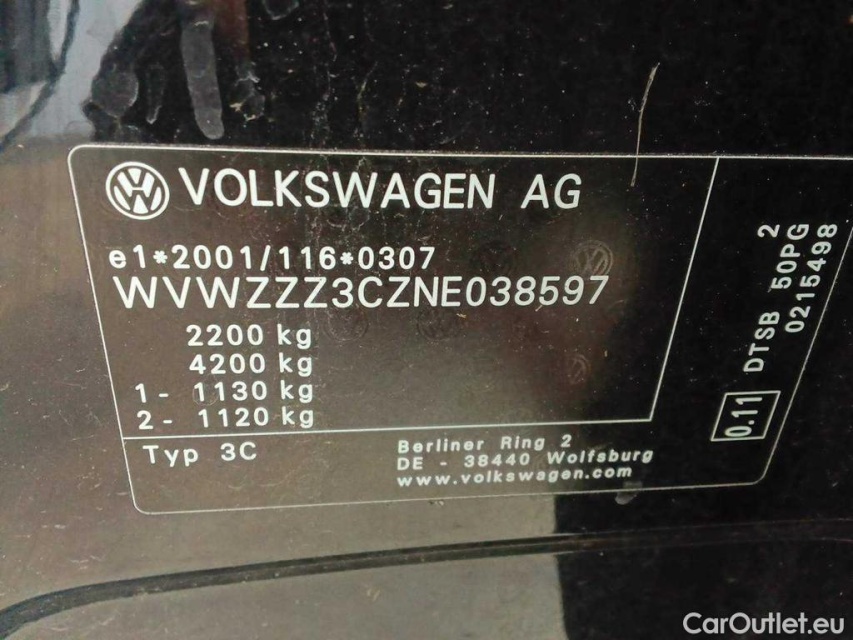 VOLKSWAGEN AG
e1*2001/116*0307
WVWZZZ3CZNE038597
2200 kg
4200 kg
1- 1130 kg
2- 1120 kg
Typ 3C
Berliner Ring 2
DE - 38440 Wolfsburg
www.volkswagen.com
2
DTSB 50PG
0215498
0.11
CarOutlet.eu